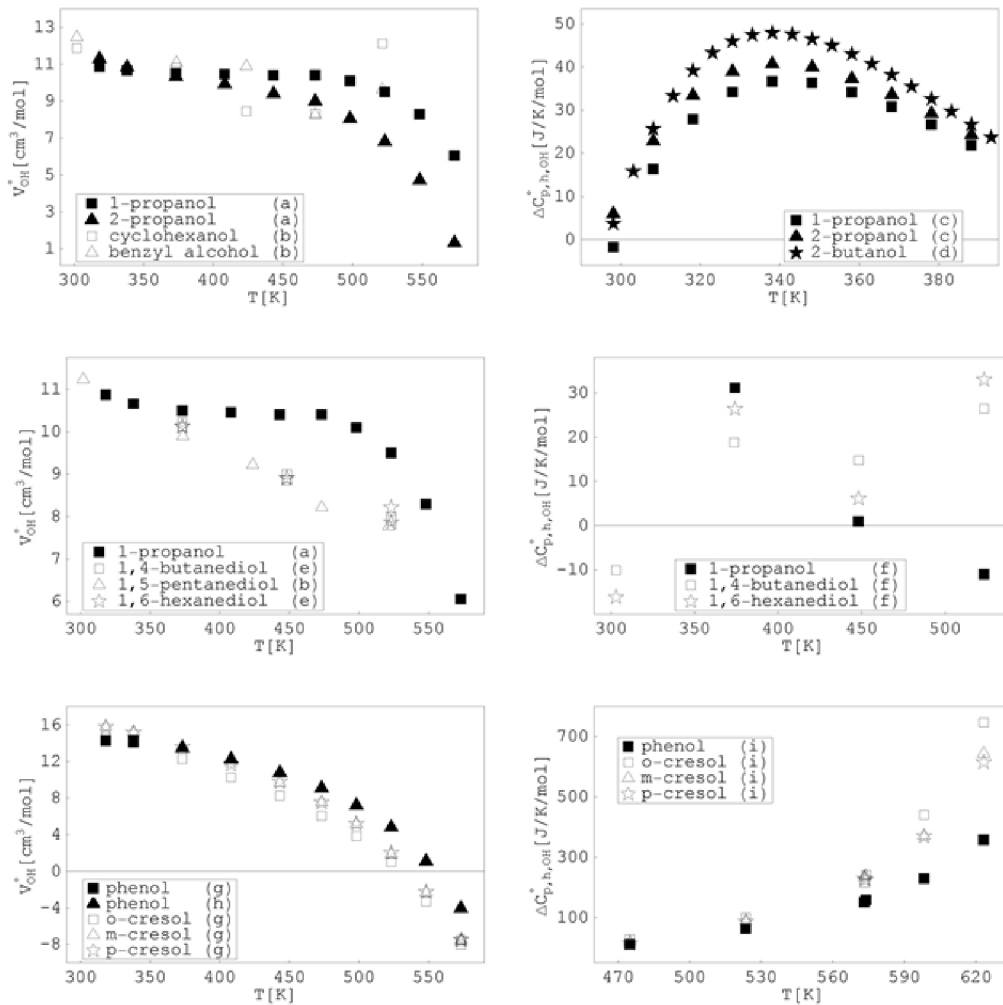 13
11
9
7
5
3
1
V°OH[cm³/mol]
1-propanol (a)
2-propanol (a)
cyclohexanol (b)
benzyl alcohol (b)
300 350 400 450 500 550
T[K]
50
40
30
20
10
0
ΔC°p,h,OH[J/K/mol]
1-propanol (c)
2-propanol (c)
2-butanol (d)
300 320 340 360 380
T[K]
11
10
9
8
7
6
V°OH[cm³/mol]
1-propanol (a)
1,4-butanediol (e)
1,5-pentanediol (b)
1,6-hexanediol (e)
300 350 400 450 500 550
T[K]
30
20
10
0
-10
ΔC°p,h,OH[J/K/mol]
1-propanol (f)
1,4-butanediol (f)
1,6-hexanediol (f)
300 350 400 450 500
T[K]
16
12
8
4
0
-4
-8
V°OH[cm³/mol]
phenol (g)
phenol (h)
o-cresol (g)
m-cresol (g)
p-cresol (g)
300 350 400 450 500 550
T[K]
700
500
300
100
ΔC°p,h,OH[J/K/mol]
phenol (i)
o-cresol (i)
m-cresol (i)
p-cresol (i)
470 500 530 560 590 620
T[K]